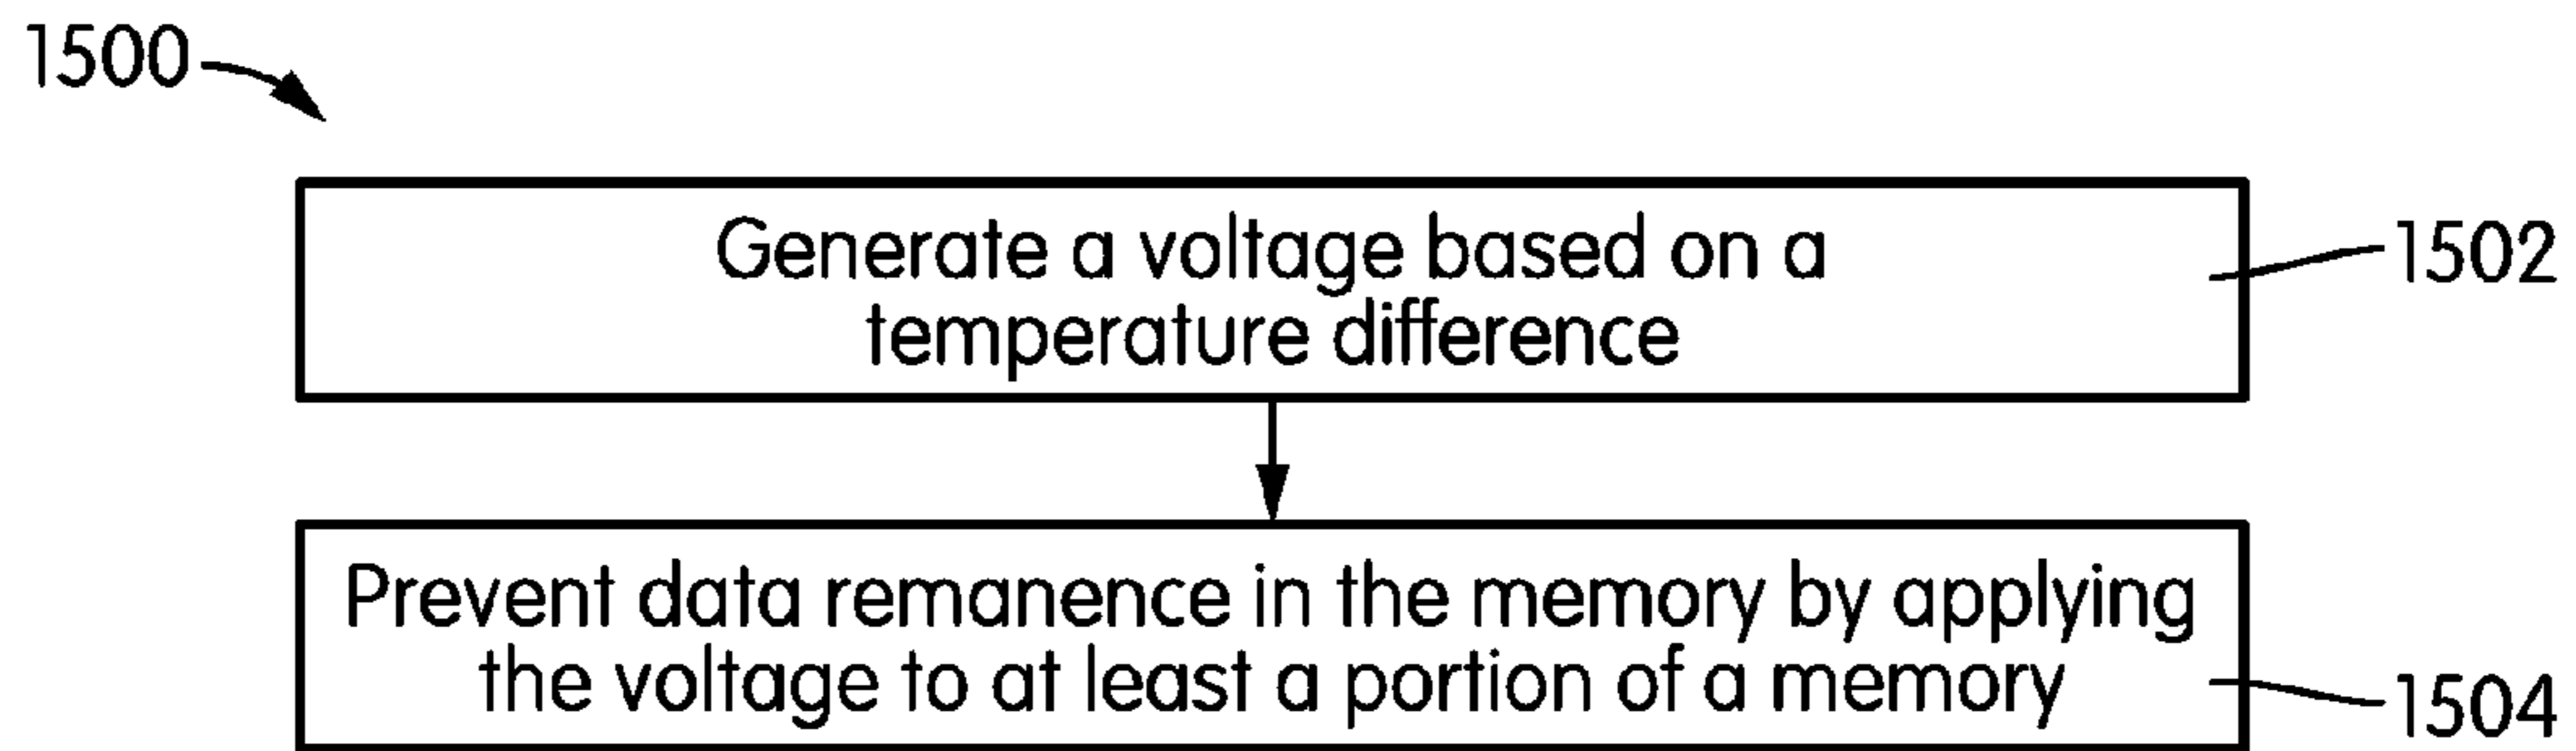 1500
Generate a voltage based on a
temperature difference
1502
Prevent data remanence in the memory by applying
the voltage to at least a portion of a memory
1504